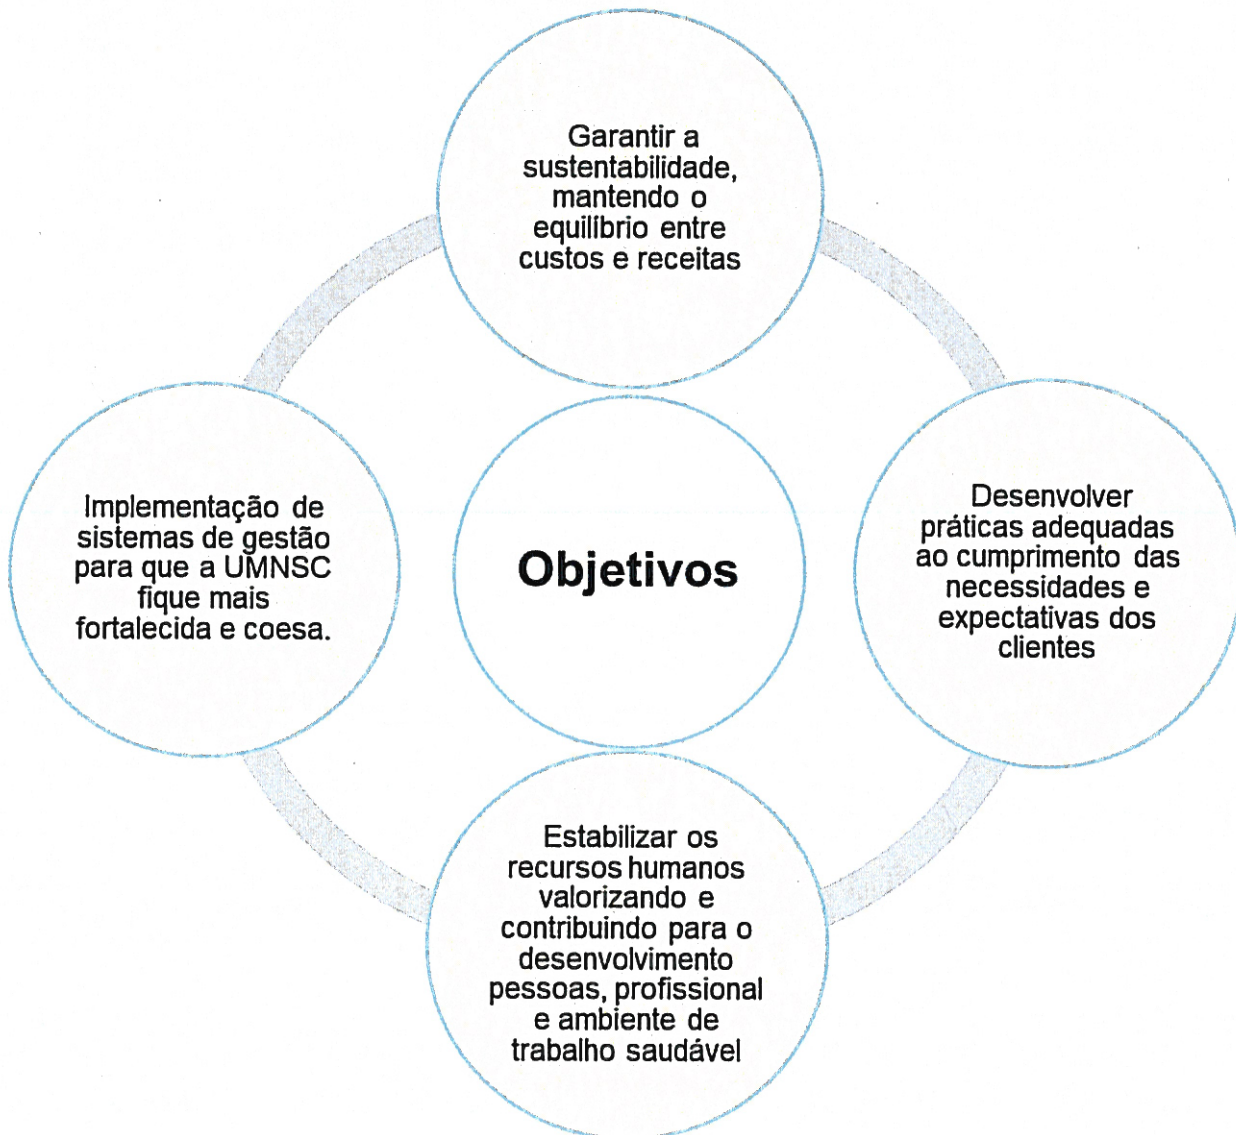 Garantir a
sustentabilidade,
mantendo o
equilíbrio entre
custos e receitas
Implementação de
sistemas de gestão
para que a UMNSC
fique mais
fortalecida e coesa.
Objetivos
Desenvolver
práticas adequadas
ao cumprimento das
necessidades e
expectativas dos
clientes
Estabilizar os
recursos humanos
valorizando e
contribuindo para o
desenvolvimento
pessoas, profissional
e ambiente de
trabalho saudável